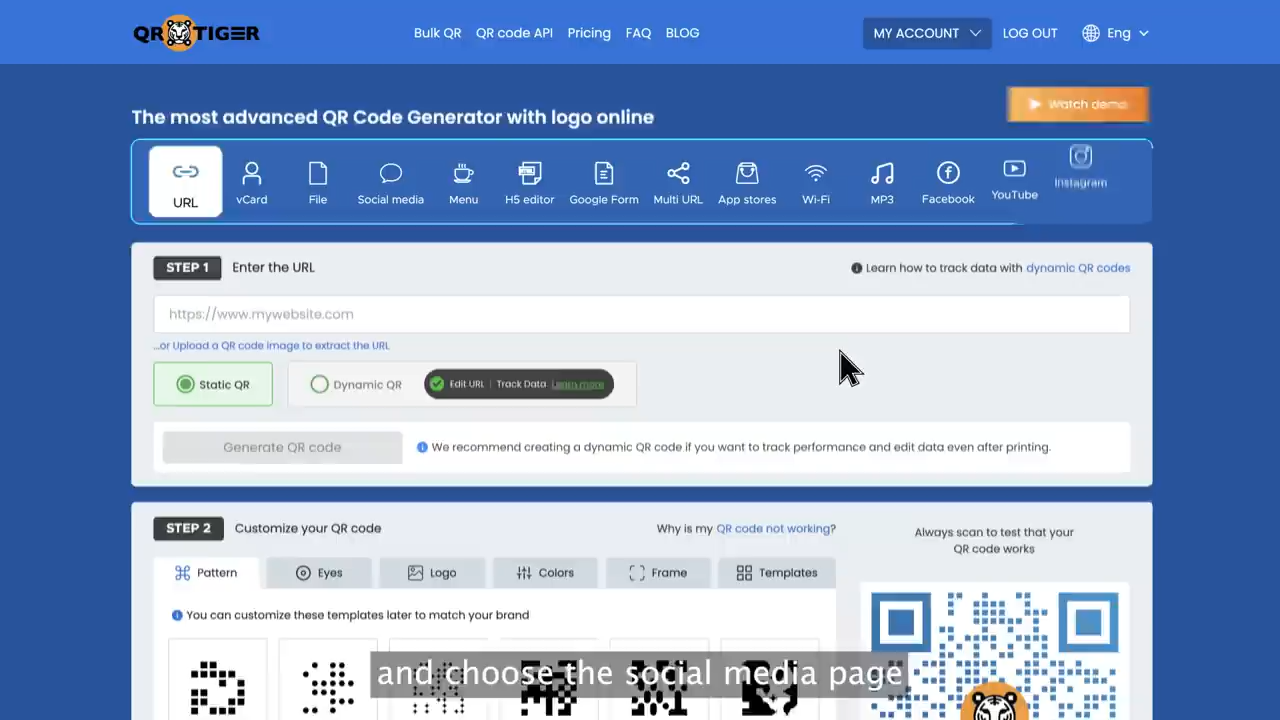 QR TIGER
Bulk QR QR code API Pricing FAQ BLOG
MY ACCOUNT LOG OUT Eng
Watch demo
The most advanced QR Code Generator with logo online
URL vCard File Social media Menu H5 editor Google Form Multi URL App stores Wi-Fi MP3 Facebook YouTube Instagram
STEP 1 Enter the URL
Learn how to track data with dynamic QR codes
https://www.mywebsite.com
...or Upload a QR code image to extract the URL
Static QR Dynamic QR Edit URL | Track Data Learn more
Generate QR code
We recommend creating a dynamic QR code if you want to track performance and edit data even after printing.
STEP 2 Customize your QR code
Why is my QR code not working?
Always scan to test that your
QR code works
Pattern Eyes Logo Colors Frame Templates
You can customize these templates later to match your brand
and choose the social media page